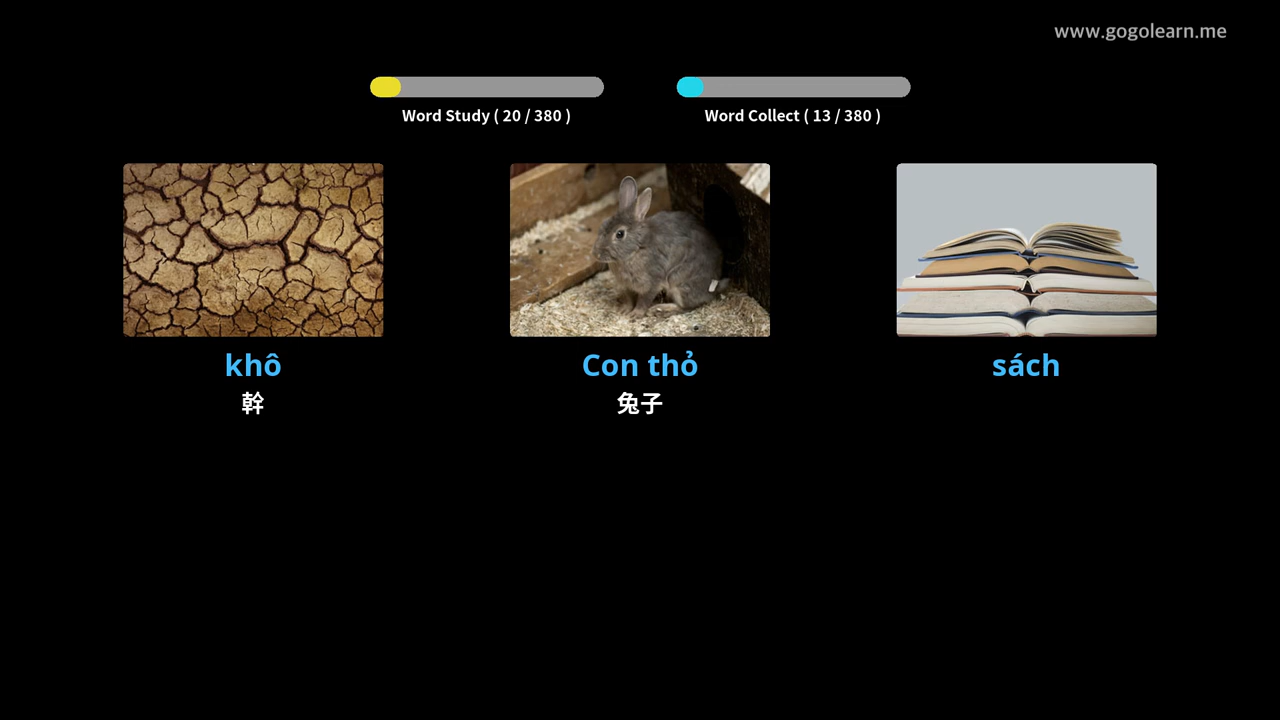 www.gogolearn.me
Word Study ( 20 / 380 )
Word Collect ( 13 / 380 )
khô
Con thỏ
sách
幹
兔子